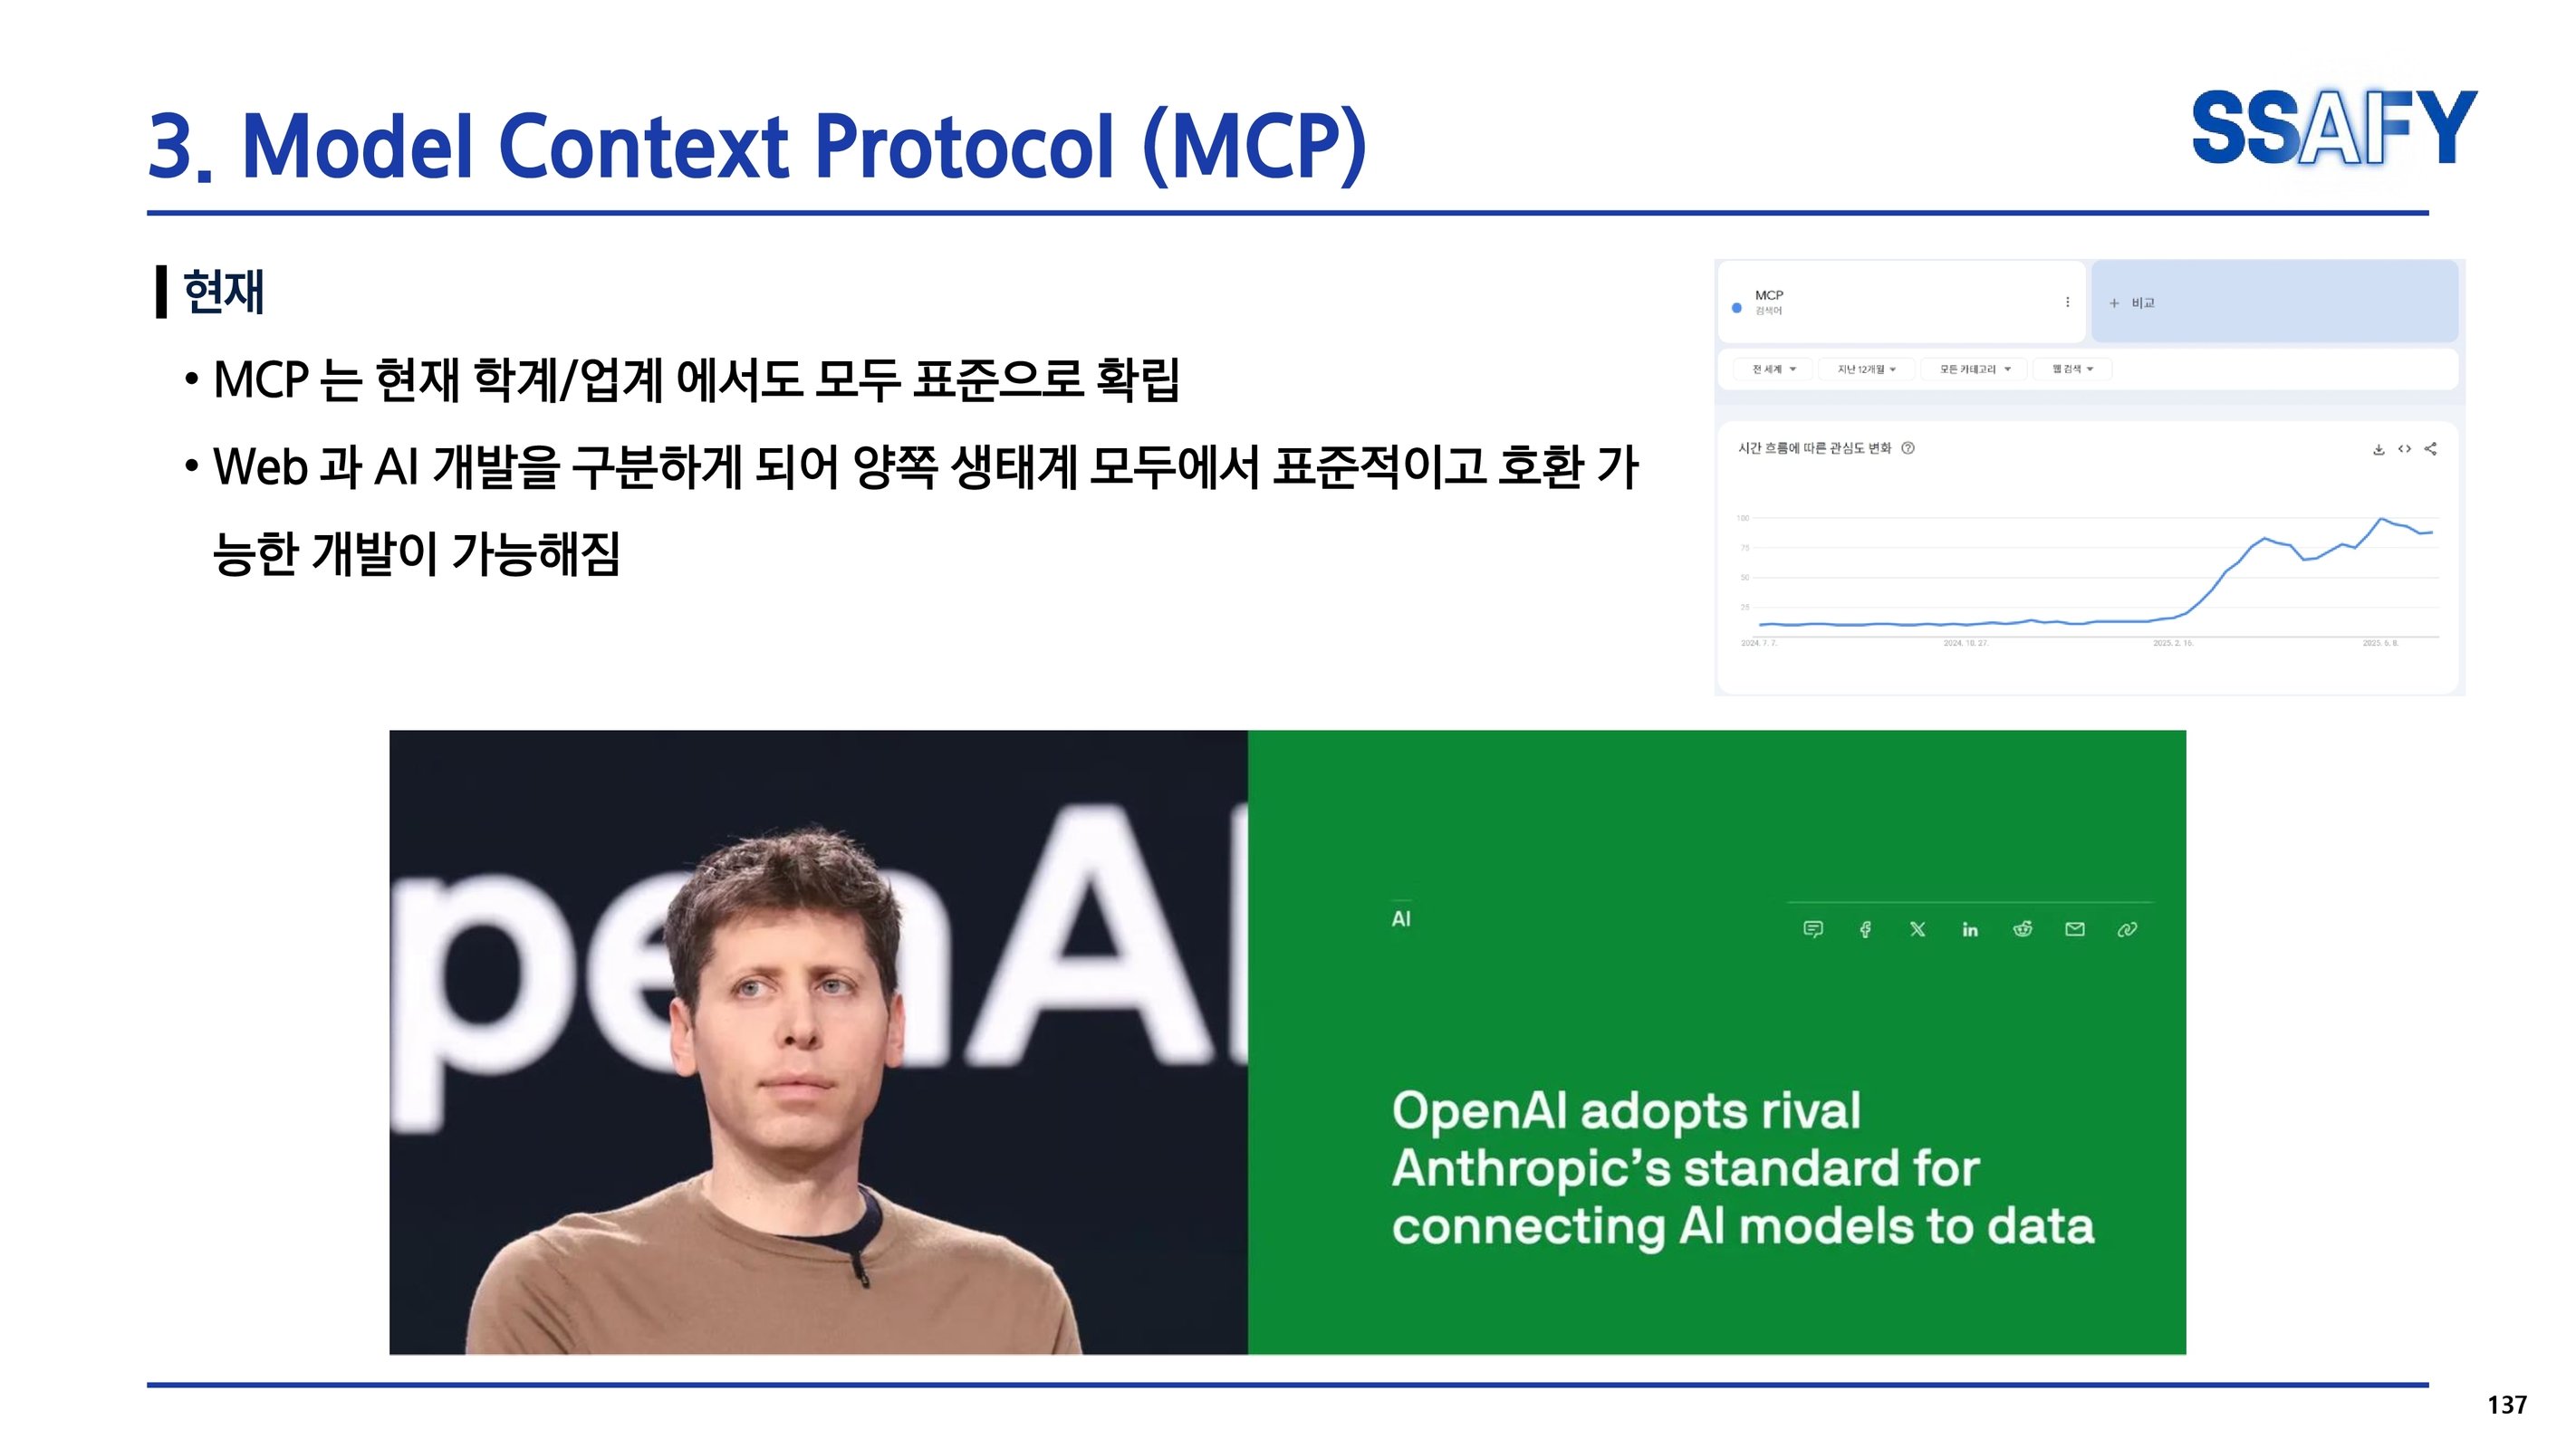 3. Model Context Protocol (MCP)
SSAFY
현재
• MCP 는 현재 학계/업계 에서도 모두 표준으로 확립
• Web 과 AI 개발을 구분하게 되어 양쪽 생태계 모두에서 표준적이고 호환 가
능한 개발이 가능해짐
MCP
검색어
+ 비교
전 세계
지난 12개월
모든 카테고리
웹 검색
시간 흐름에 따른 관심도 변화
100
75
50
25
2024. 7. 7.
2024. 10. 27.
2025. 2. 16.
2025. 6. 8.
penAI
AI
OpenAI adopts rival
Anthropic’s standard for
connecting AI models to data
137